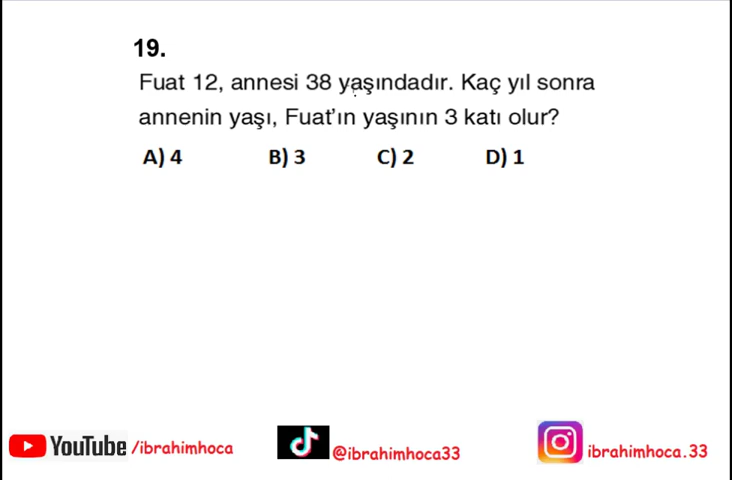 19.
Fuat 12, annesi 38 yaşındadır. Kaç yıl sonra
annenin yaşı, Fuat'ın yaşının 3 katı olur?
A) 4 B) 3 C) 2 D) 1
YouTube /ibrahimhoca @ibrahimhoca33 ibrahimhoca.33